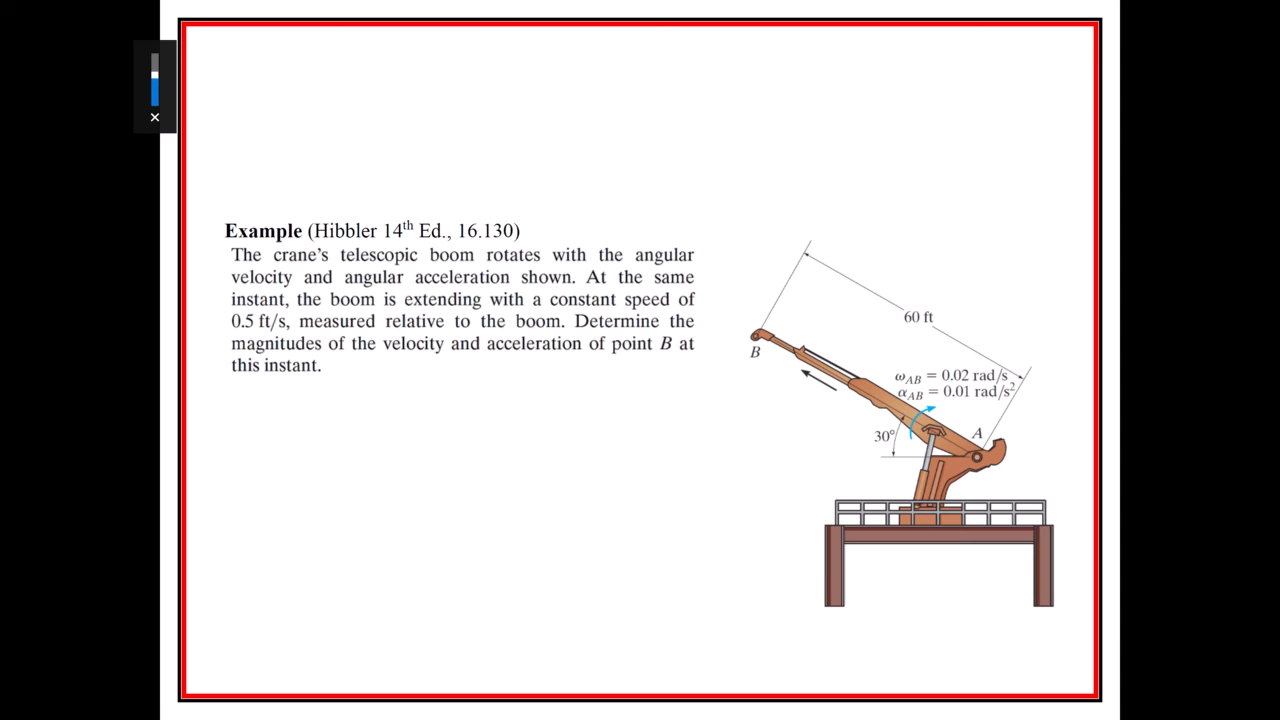 ×
Example (Hibbler 14th Ed., 16.130)
The crane's telescopic boom rotates with the angular
velocity and angular acceleration shown. At the same
instant, the boom is extending with a constant speed of
0.5 ft/s, measured relative to the boom. Determine the
magnitudes of the velocity and acceleration of point B at
this instant.
60 ft
B
ωAB = 0.02 rad/s
αAB = 0.01 rad/s²
30°
A